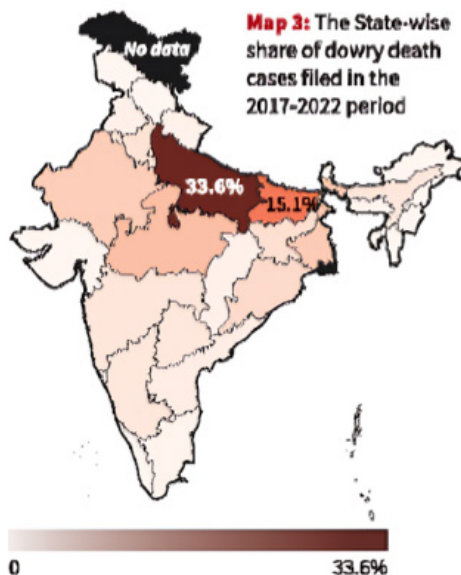 Map 3: The State-wise
share of dowry death
cases filed in the
2017-2022 period
No data
33.6%
15.1%
0
33.6%